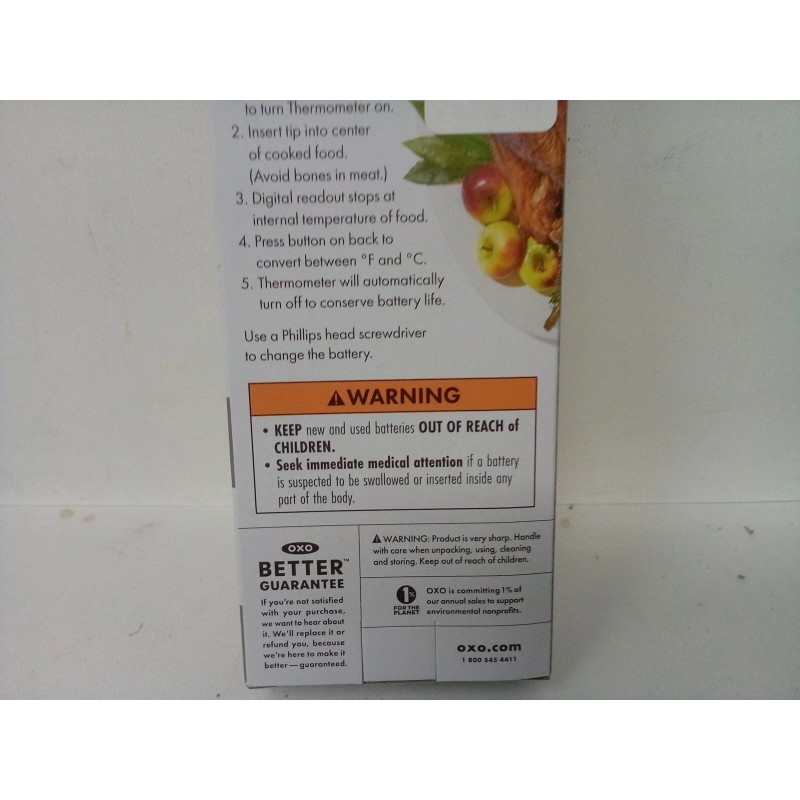 to turn Thermometer on.
2. Insert tip into center
of cooked food.
(Avoid bones in meat.)
3. Digital readout stops at
internal temperature of food.
4. Press button on back to
convert between °F and °C.
5. Thermometer will automatically
turn off to conserve battery life.
Use a Phillips head screwdriver
to change the battery.
⚠WARNING
• KEEP new and used batteries OUT OF REACH of
CHILDREN.
• Seek immediate medical attention if a battery
is suspected to be swallowed or inserted inside any
part of the body.
OXO
BETTER™
GUARANTEE
If you're not satisfied
with your purchase,
we want to hear about
it. We'll replace it or
refund you, because
we're here to make it
better — guaranteed.
⚠ WARNING: Product is very sharp. Handle
with care when unpacking, using, cleaning
and storing. Keep out of reach of children.
1%
FOR THE
PLANET
OXO is committing 1% of
our annual sales to support
environmental nonprofits.
oxo.com
1 800 545 4411